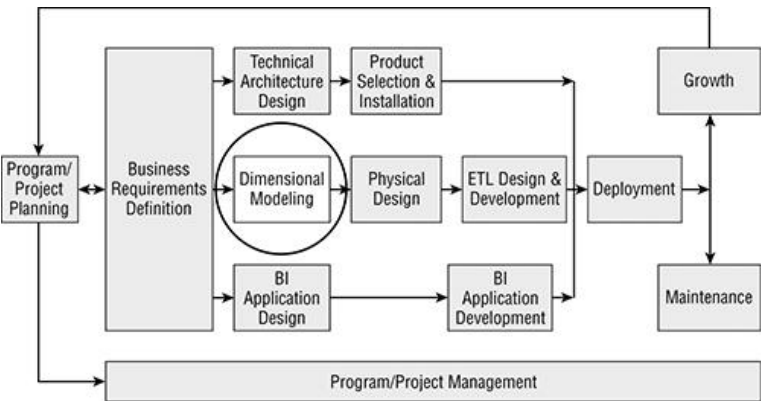 Technical
Architecture
Design
Product
Selection &
Installation
Growth
Program/
Project
Planning
Business
Requirements
Definition
Dimensional
Modeling
Physical
Design
ETL Design &
Development
Deployment
BI
Application
Design
BI
Application
Development
Maintenance
Program/Project Management